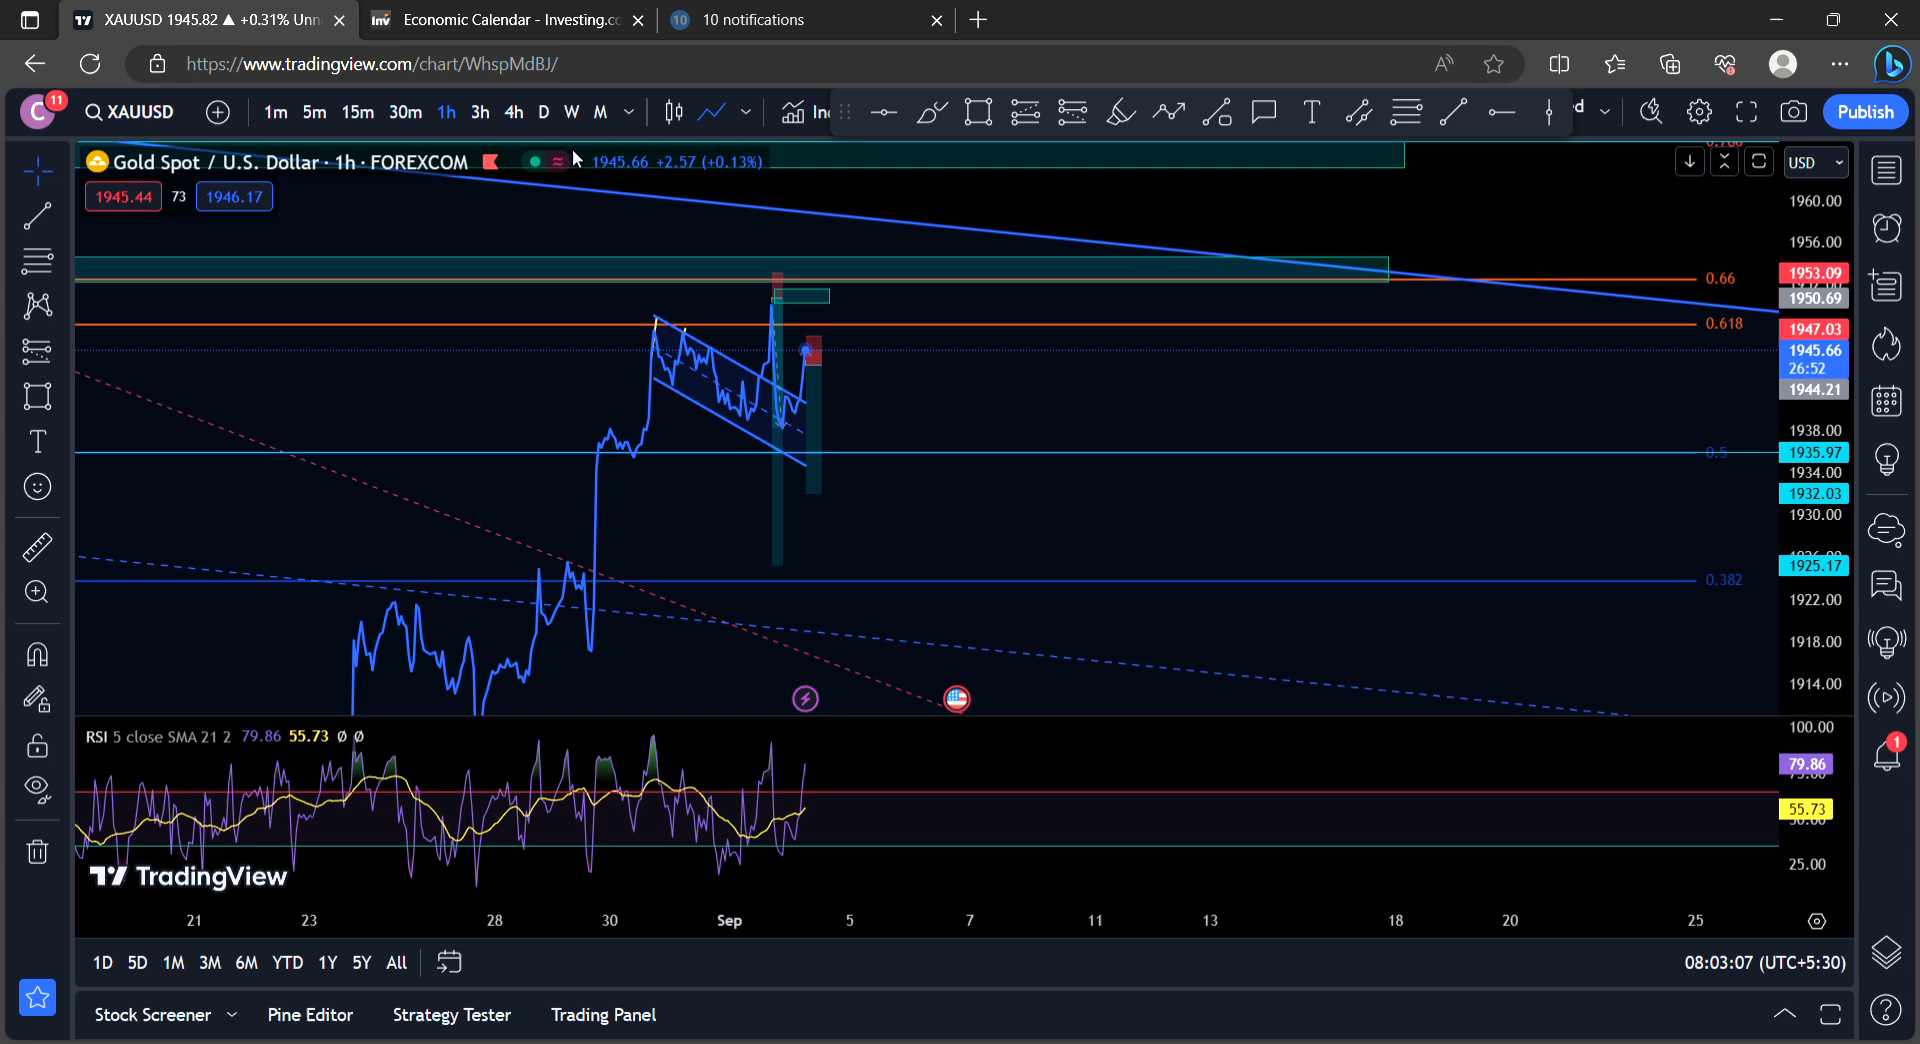 XAUUSD 1945.82 ▲ +0.31% Unn
Economic Calendar - Investing.co
10
10 notifications
https://www.tradingview.com/chart/WhspMdBJ/
C
11
XAUUSD
1m
5m
15m
30m
1h
3h
4h
D
W
M
Publish
Gold Spot / U.S. Dollar · 1h · FOREXCOM
1945.66 +2.57 (+0.13%)
1945.44
73
1946.17
USD
1960.00
1956.00
0.66
1953.09
1950.69
0.618
1947.03
1945.66
26:52
1944.21
1938.00
0.5
1935.97
1934.00
1932.03
1930.00
1925.17
0.382
1922.00
1918.00
1914.00
RSI 5 close SMA 21 2 79.86 55.73 Ø Ø
100.00
79.86
55.73
25.00
TradingView
21
23
28
30
Sep
5
7
11
13
18
20
25
1
1D
5D
1M
3M
6M
YTD
1Y
5Y
All
08:03:07 (UTC+5:30)
Stock Screener
Pine Editor
Strategy Tester
Trading Panel